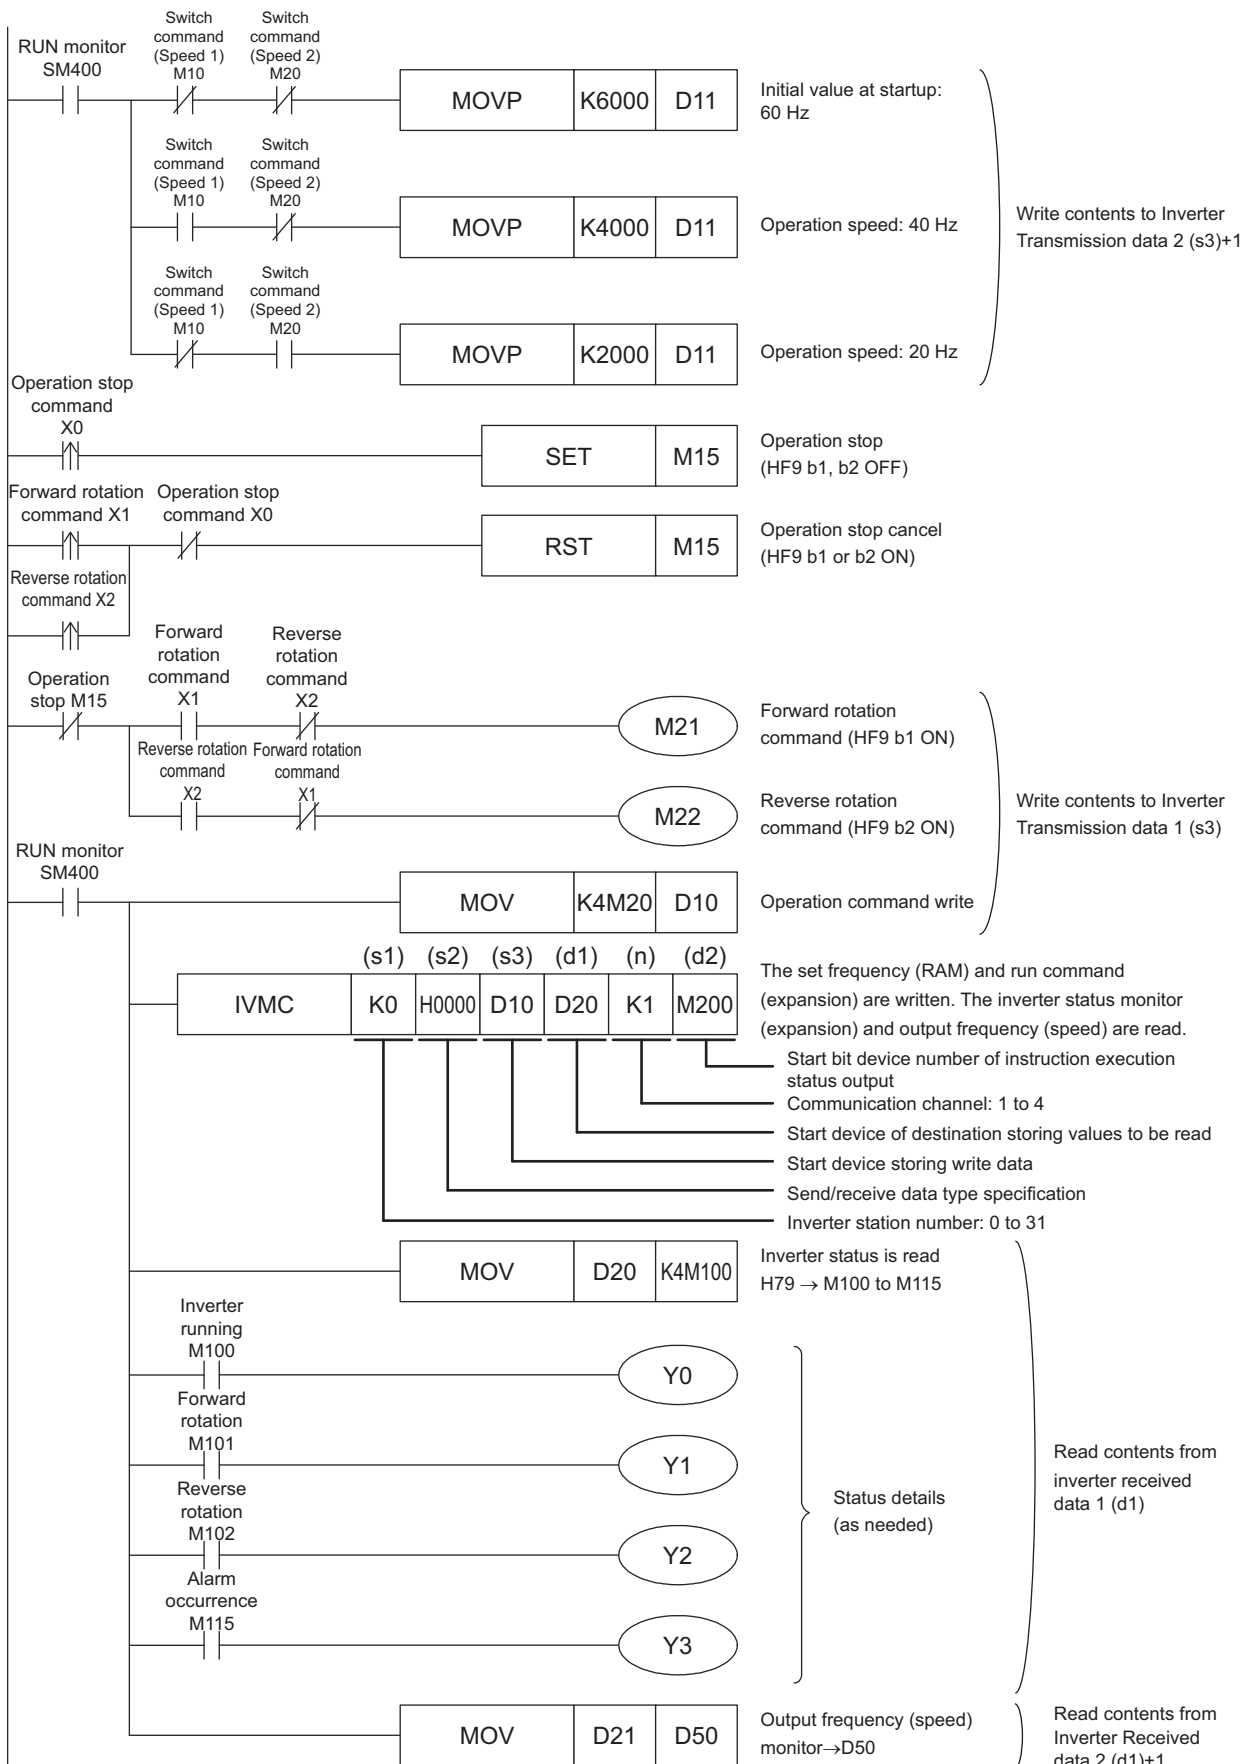 RUN monitor
SM400
Switch
command
(Speed 1)
M10
Switch
command
(Speed 2)
M20
MOVP K6000 D11
Initial value at startup:
60 Hz
Switch
command
(Speed 1)
M10
Switch
command
(Speed 2)
M20
MOVP K4000 D11
Operation speed: 40 Hz
Write contents to Inverter
Transmission data 2 (s3)+1
Switch
command
(Speed 1)
M10
Switch
command
(Speed 2)
M20
MOVP K2000 D11
Operation speed: 20 Hz
Operation stop
command
X0
SET M15
Operation stop
(HF9 b1, b2 OFF)
Forward rotation
command X1
Operation stop
command X0
RST M15
Operation stop cancel
(HF9 b1 or b2 ON)
Reverse rotation
command X2
Operation
stop M15
Forward
rotation
command
X1
Reverse
rotation
command
X2
M21
Forward rotation
command (HF9 b1 ON)
Reverse rotation
command
X2
Forward rotation
command
X1
M22
Reverse rotation
command (HF9 b2 ON)
Write contents to Inverter
Transmission data 1 (s3)
RUN monitor
SM400
MOV K4M20 D10
Operation command write
(s1) (s2) (s3) (d1) (n) (d2)
IVMC K0 H0000 D10 D20 K1 M200
The set frequency (RAM) and run command
(expansion) are written. The inverter status monitor
(expansion) and output frequency (speed) are read.
Start bit device number of instruction execution
status output
Communication channel: 1 to 4
Start device of destination storing values to be read
Start device storing write data
Send/receive data type specification
Inverter station number: 0 to 31
MOV D20 K4M100
Inverter status is read
H79 → M100 to M115
Inverter
running
M100
Y0
Forward
rotation
M101
Y1
Reverse
rotation
M102
Y2
Alarm
occurrence
M115
Y3
Status details
(as needed)
Read contents from
inverter received
data 1 (d1)
MOV D21 D50
Output frequency (speed)
monitor→D50
Read contents from
Inverter Received
data 2 (d1)+1